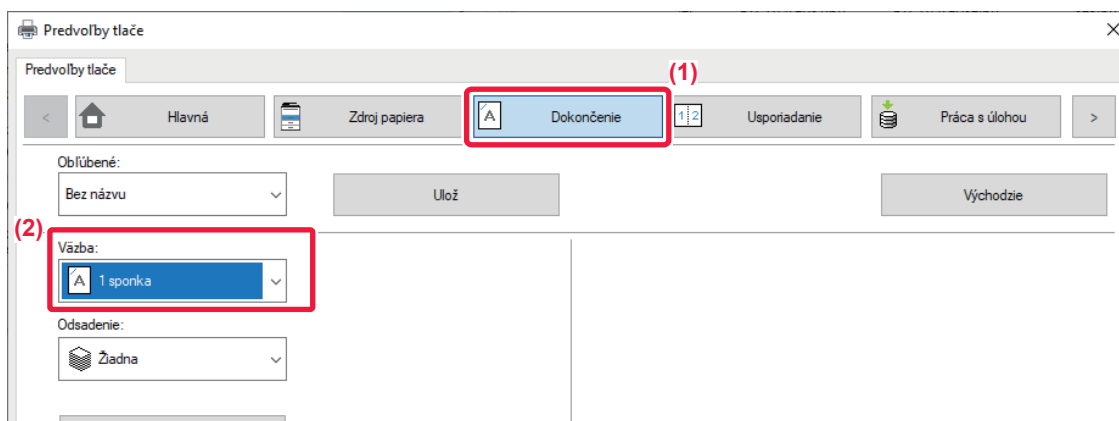 Predvoľby tlače
Predvoľby tlače
(1)
< Hlavná Zdroj papiera A Dokončenie 1 2 Usporiadanie Práca s úlohou >
Obľúbené:
Bez názvu Ulož Východzie
(2)
Väzba:
A 1 sponka
Odsadenie:
Žiadna